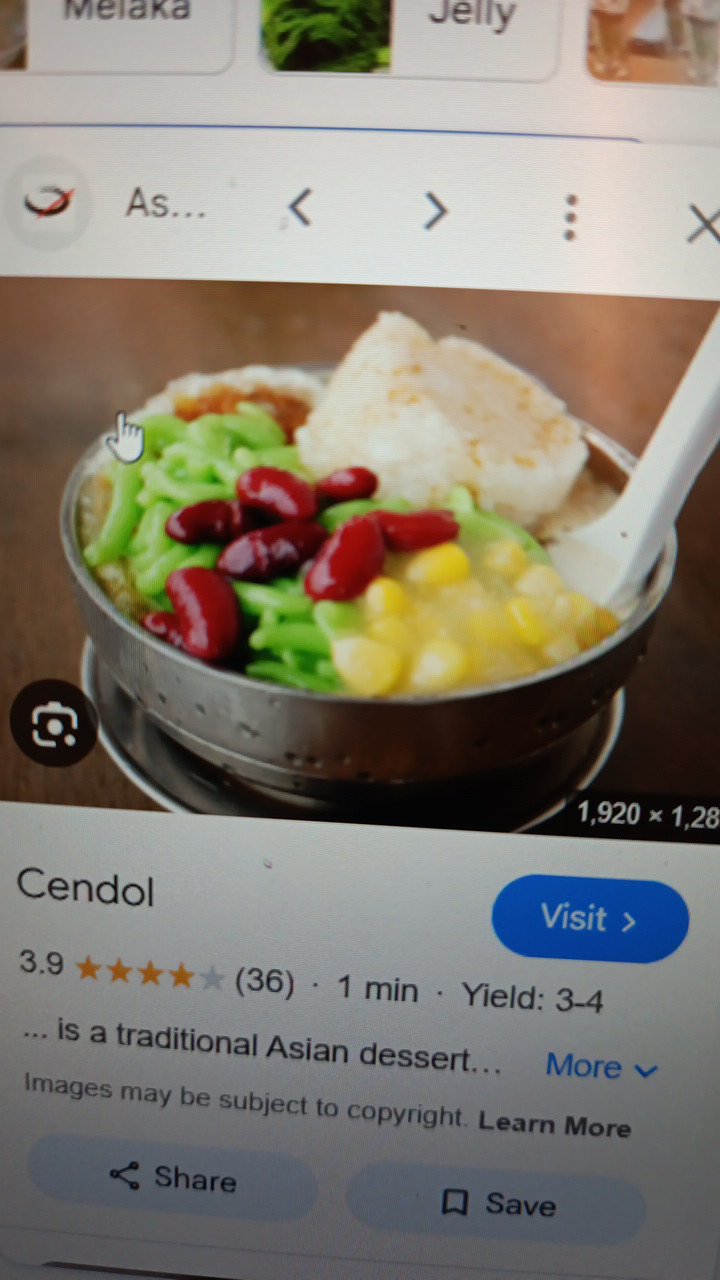 Melaka
Jelly
As...
1,920 × 1,28
Cendol
Visit >
3.9 ★★★★★ (36) · 1 min · Yield: 3-4
... is a traditional Asian dessert... More
Images may be subject to copyright. Learn More
Share
Save